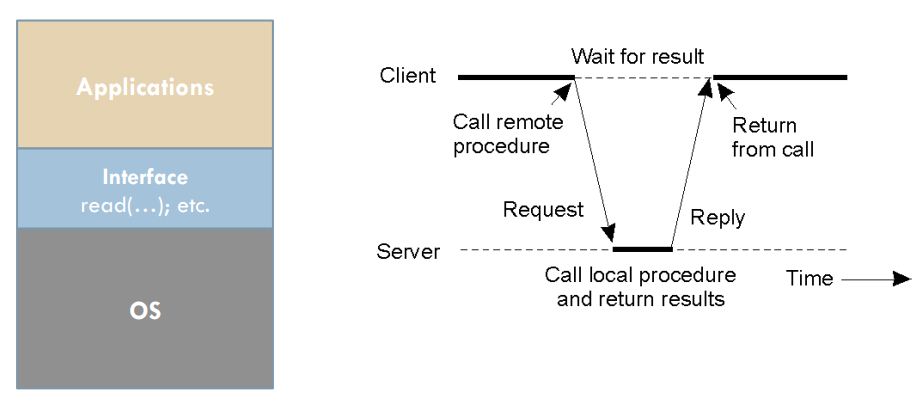 Applications
Interface
read(...); etc.
OS
Wait for result
Client
Call remote
procedure
Return
from call
Request
Reply
Server
Call local procedure
and return results
Time